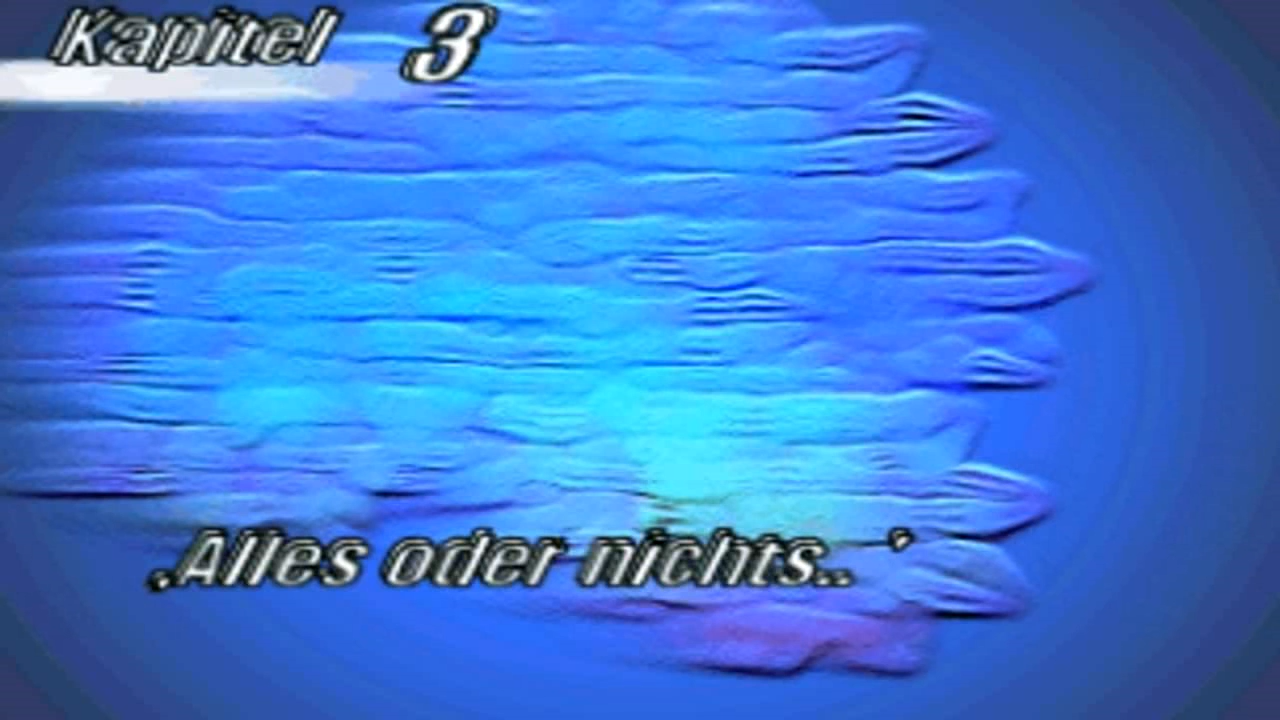 Kapitel 3
‚Alles oder nichts..’